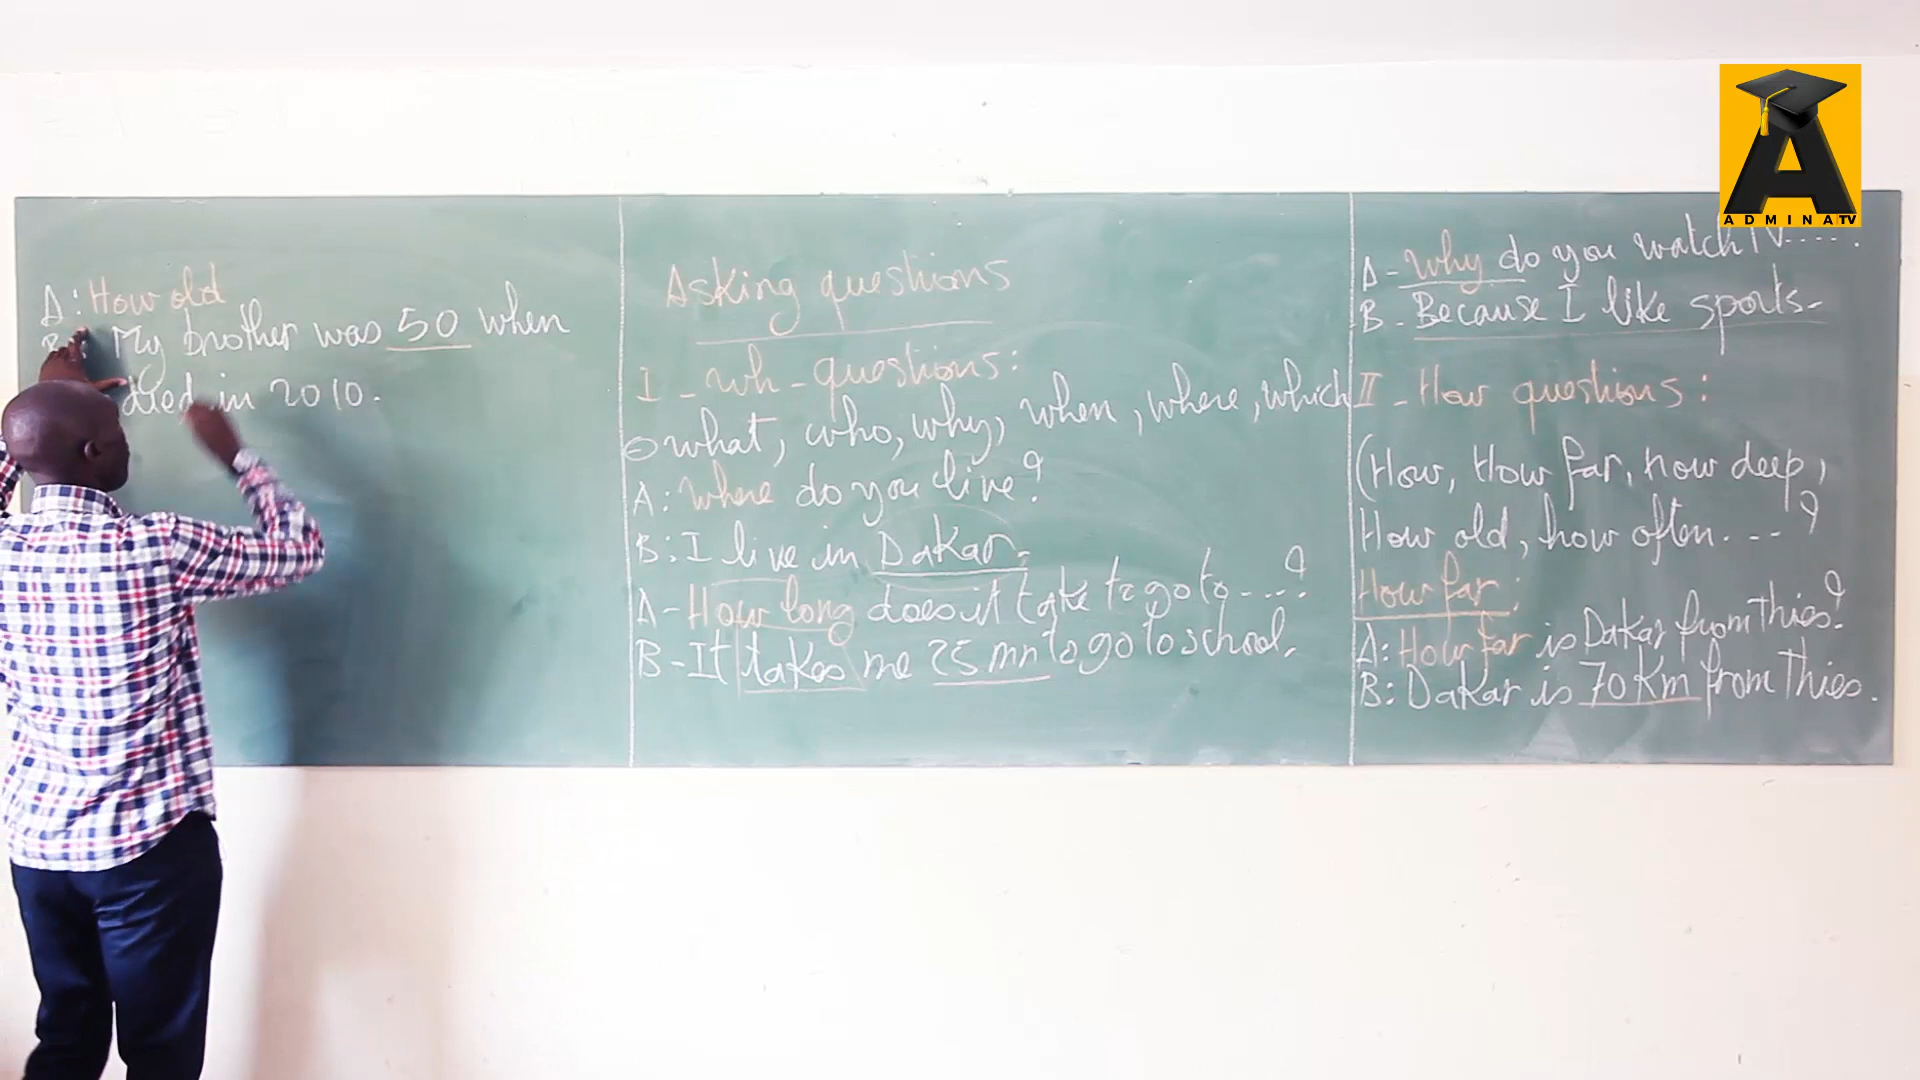 A: How old
B: My brother was 50 when
died in 2010.
Asking questions
I - wh - questions:
what, who, why, when, where, which
A: where do you live?
B: I live in Dakar.
A - How long does it take to go to ....?
B - It takes me 25 mn to go to school.
A - Why do you watch TV.....
B - Because I like sports-
II - How questions:
(How, How far, how deep,
How old, how often. ---?
How far:
A: How far is Dakar from Thies?
B: Dakar is 70 Km from Thies.
ADMINATV